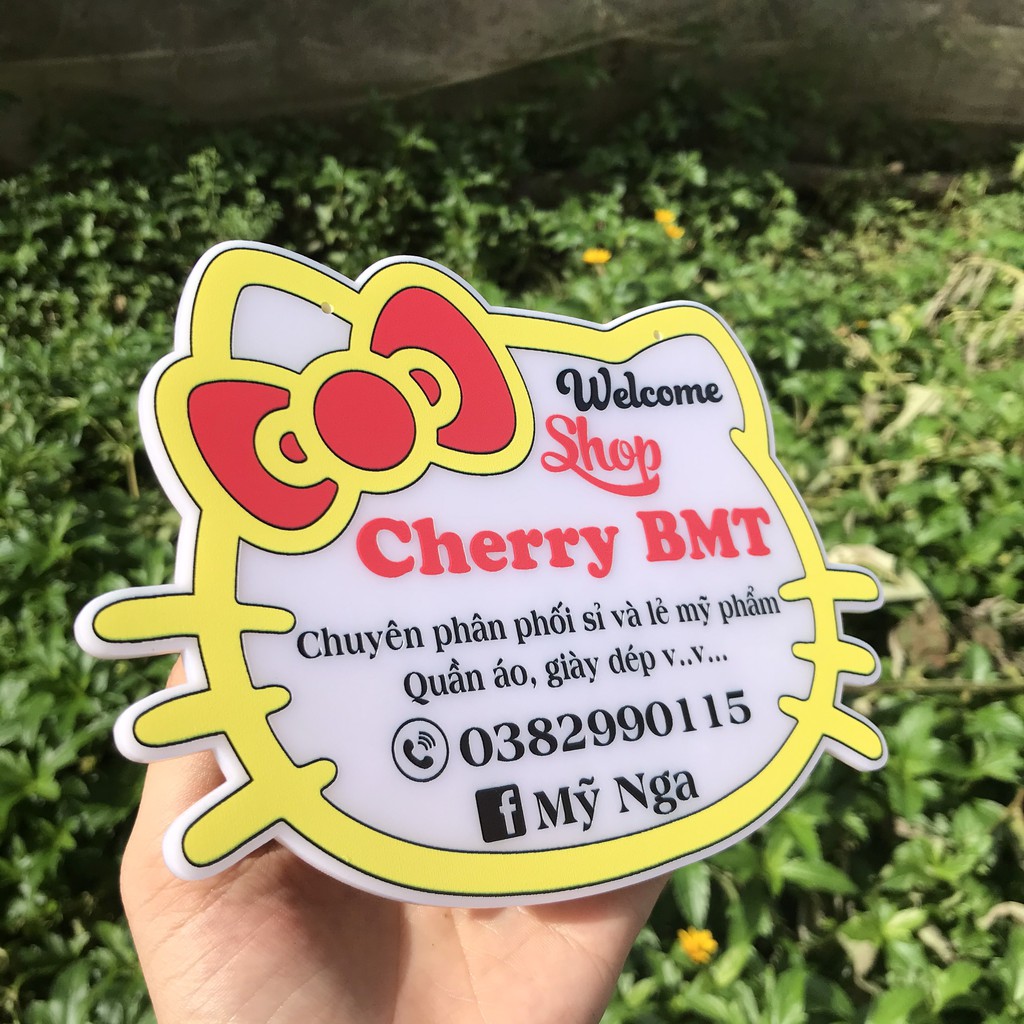 Welcome
Shop
Cherry BMT
Chuyên phân phối sỉ và lẻ mỹ phẩm
Quần áo, giày dép v..v...
0382990115
f Mỹ Nga